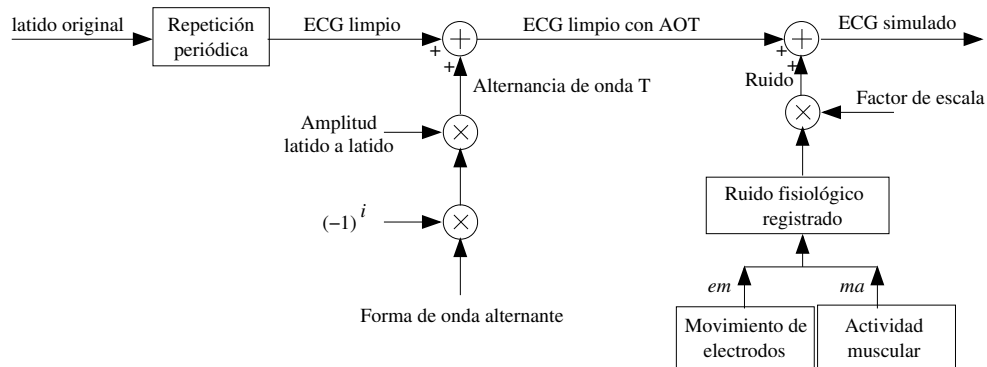 latido original
Repetición
periódica
ECG limpio
+
+
+
ECG limpio con AOT
+
+
+
ECG simulado
Alternancia de onda T
Ruido
×
Factor de escala
Amplitud
latido a latido
×
Ruido fisiológico
registrado
(−1)^i
×
em
ma
Forma de onda alternante
Movimiento de
electrodos
Actividad
muscular